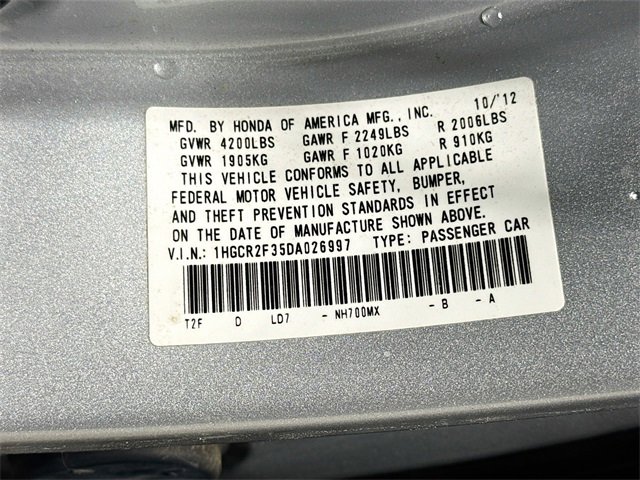 MFD. BY HONDA OF AMERICA MFG., INC. 10/'12
GVWR 4200LBS GAWR F 2249LBS R 2006LBS
GVWR 1905KG GAWR F 1020KG R 910KG
THIS VEHICLE CONFORMS TO ALL APPLICABLE
FEDERAL MOTOR VEHICLE SAFETY, BUMPER,
AND THEFT PREVENTION STANDARDS IN EFFECT
ON THE DATE OF MANUFACTURE SHOWN ABOVE.
V.I.N.: 1HGCR2F35DA026997 TYPE: PASSENGER CAR
T2F D LD7 - NH700MX - B - A